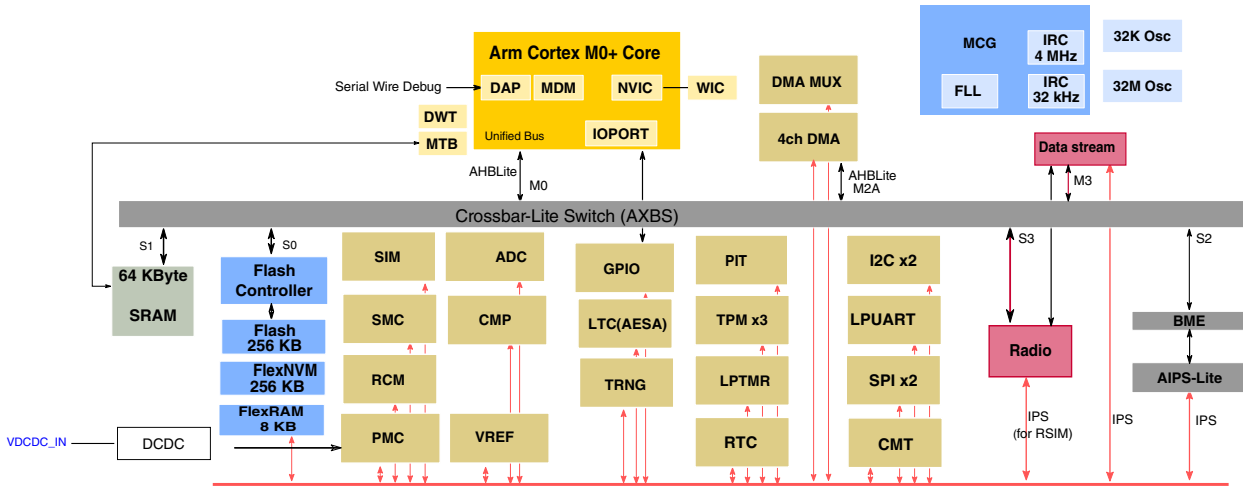 Arm Cortex M0+ Core
Serial Wire Debug
DAP
MDM
NVIC
WIC
DWT
MTB
Unified Bus
IOPORT
DMA MUX
4ch DMA
MCG
IRC
4 MHz
FLL
IRC
32 kHz
32K Osc
32M Osc
Data stream
AHBLite
M0
AHBLite
M2A
M3
Crossbar-Lite Switch (AXBS)
S1
S0
S3
S2
64 KByte
SRAM
Flash
Controller
Flash
256 KB
FlexNVM
256 KB
FlexRAM
8 KB
SIM
SMC
RCM
PMC
ADC
CMP
VREF
GPIO
LTC(AESA)
TRNG
PIT
TPM x3
LPTMR
RTC
I2C x2
LPUART
SPI x2
CMT
Radio
BME
AIPS-Lite
IPS
(for RSIM)
IPS
IPS
VDCDC_IN
DCDC